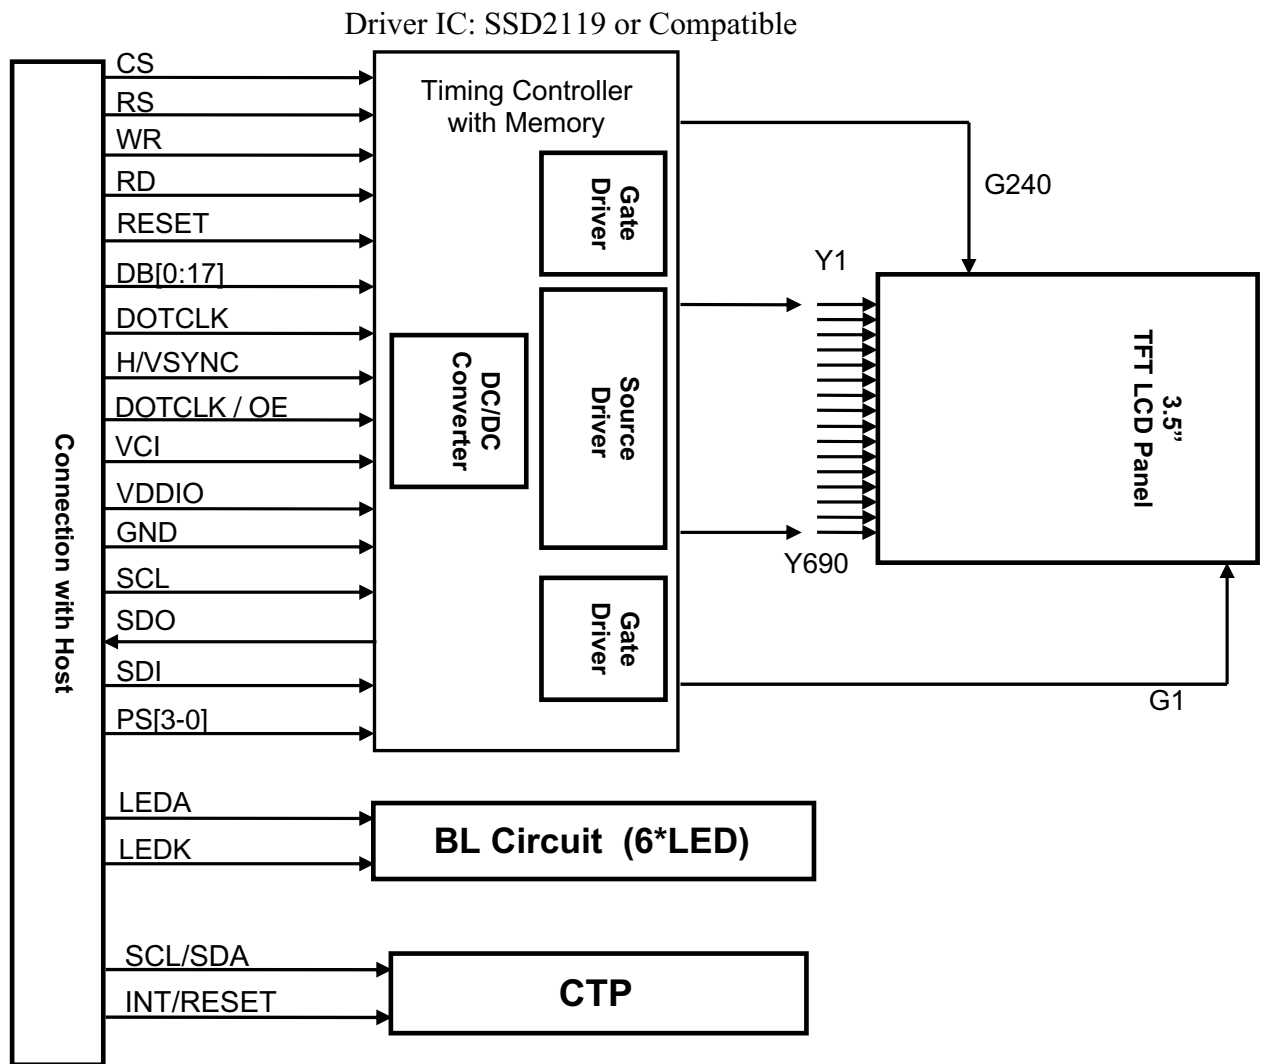 Driver IC: SSD2119 or Compatible
CS
RS
WR
RD
RESET
DB[0:17]
DOTCLK
H/VSYNC
DOTCLK / OE
VCI
VDDIO
GND
SCL
SDO
SDI
PS[3-0]
LEDA
LEDK
SCL/SDA
INT/RESET
Connection with Host
Timing Controller
with Memory
Gate
Driver
DC/DC
Converter
Source
Driver
Gate
Driver
G240
Y1
Y690
G1
3.5”
TFT LCD Panel
BL Circuit (6*LED)
CTP